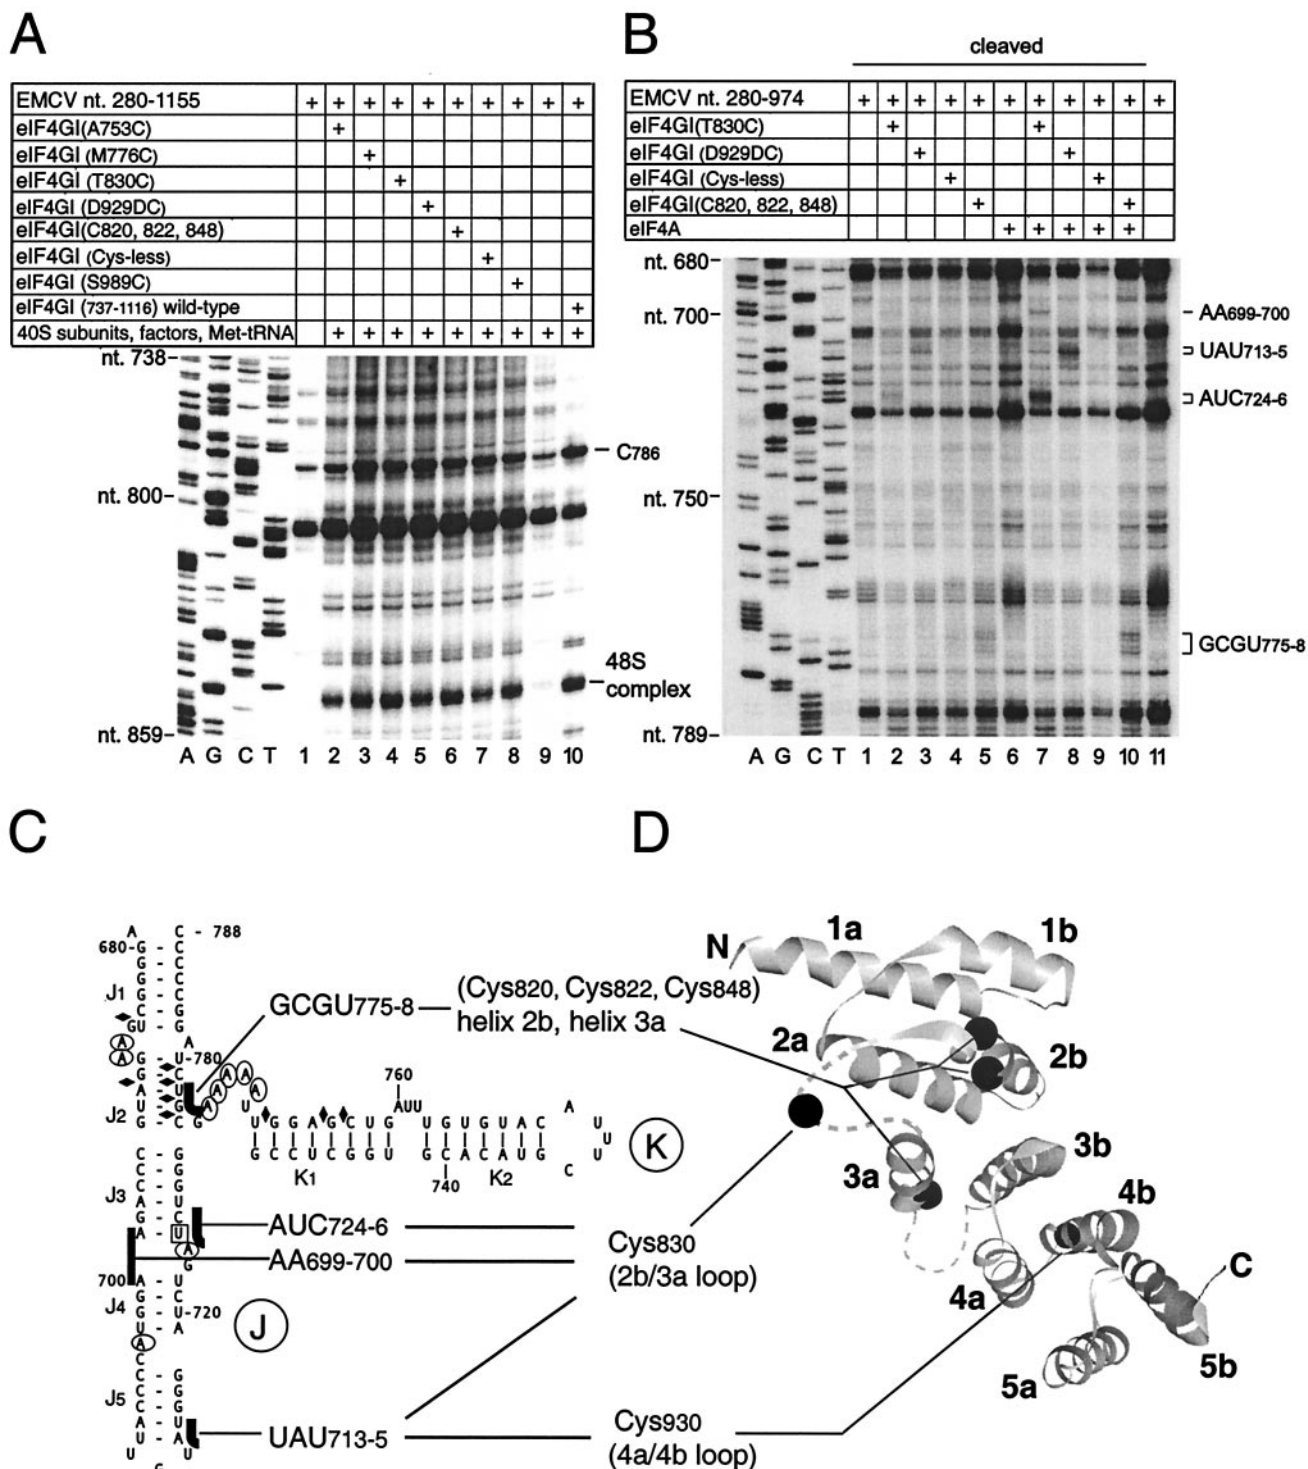 A
EMCV nt. 280-1155 + + + + + + + + + +
eIF4GI(A753C) +
eIF4GI (M776C) +
eIF4GI (T830C) +
eIF4GI (D929DC) +
eIF4GI(C820, 822, 848) +
eIF4GI (Cys-less) +
eIF4GI (S989C) +
eIF4GI (737-1116) wild-type +
40S subunits, factors, Met-tRNA + + + + + + + + +
nt. 738
C786
nt. 800
48S
complex
nt. 859
A G C T 1 2 3 4 5 6 7 8 9 10
B
cleaved
EMCV nt. 280-974 + + + + + + + + + + +
eIF4GI(T830C) + +
eIF4GI (D929DC) + +
eIF4GI (Cys-less) + +
eIF4GI(C820, 822, 848) + +
eIF4A + + + + +
nt. 680
nt. 700
AA699-700
UAU713-5
AUC724-6
nt. 750
GCGU775-8
nt. 789
A G C T 1 2 3 4 5 6 7 8 9 10 11
C
A C - 788
680-G - C
G - C
G - C
J1
780
J2
GCGU775-8
760
AUU
UGGAGCUG
UGUGUAC
GCCUCGGU
GCACAUG
K1
740
K2
K
J3
AUC724-6
AA699-700
700
J4
720
J
J5
UAU713-5
(Cys820, Cys822, Cys848)
helix 2b, helix 3a
Cys830
(2b/3a loop)
Cys930
(4a/4b loop)
D
N
1a
1b
2a
2b
3a
3b
4a
4b
C
5a
5b